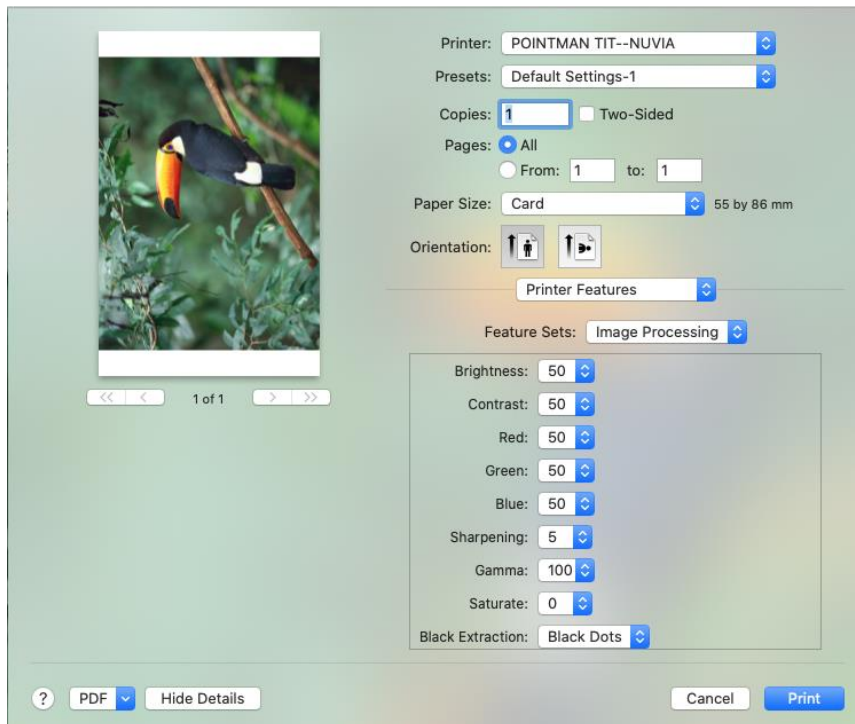 Printer: POINTMAN TIT--NUVIA
Presets: Default Settings-1
Copies: 1 Two-Sided
Pages: All
From: 1 to: 1
Paper Size: Card 55 by 86 mm
Orientation:
Printer Features
Feature Sets: Image Processing
Brightness: 50
Contrast: 50
Red: 50
Green: 50
Blue: 50
Sharpening: 5
Gamma: 100
Saturate: 0
Black Extraction: Black Dots
<< < 1 of 1 > >>
? PDF Hide Details Cancel Print